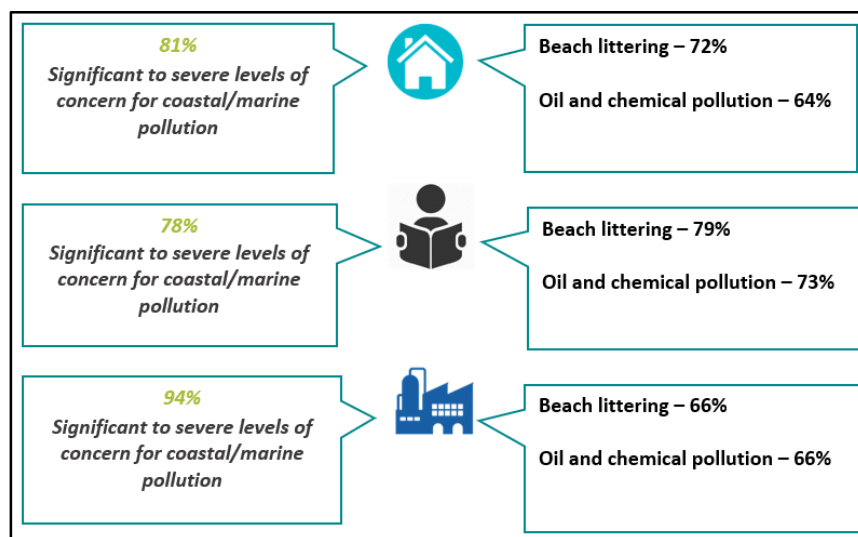 81%
Significant to severe levels of
concern for coastal/marine
pollution
Beach littering – 72%
Oil and chemical pollution – 64%
78%
Significant to severe levels of
concern for coastal/marine
pollution
Beach littering – 79%
Oil and chemical pollution – 73%
94%
Significant to severe levels of
concern for coastal/marine
pollution
Beach littering – 66%
Oil and chemical pollution – 66%